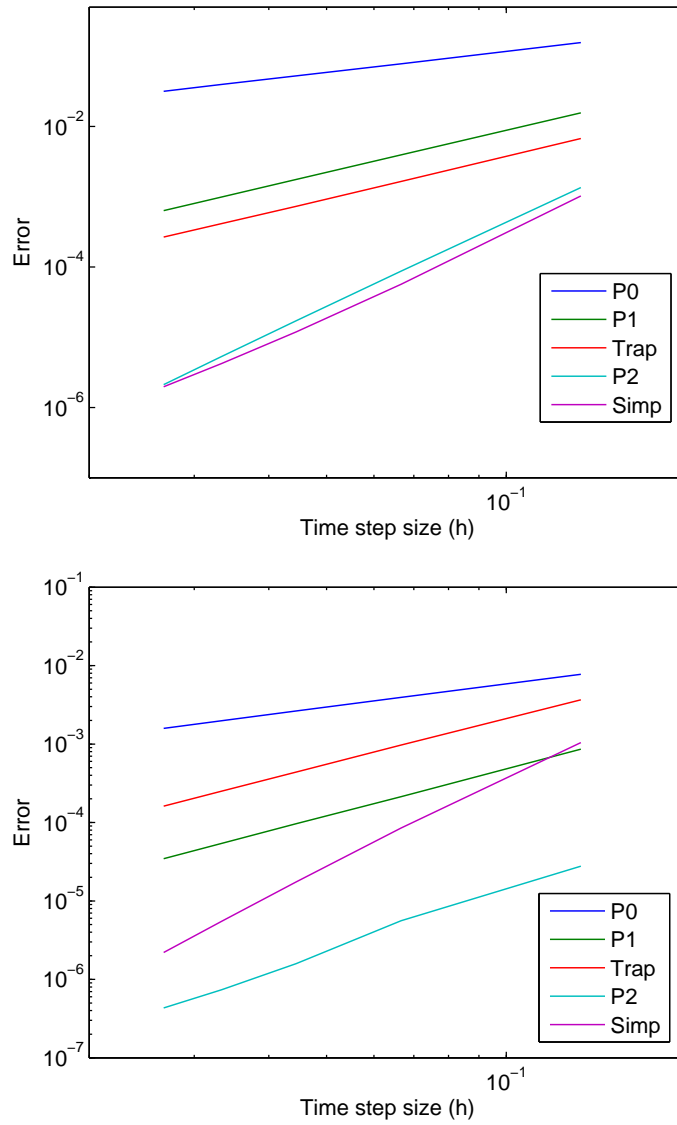 10^−2
10^−4
10^−6
Error
P0
P1
Trap
P2
Simp
10^−1
Time step size (h)
10^−1
10^−2
10^−3
10^−4
10^−5
10^−6
10^−7
Error
P0
P1
Trap
P2
Simp
10^−1
Time step size (h)